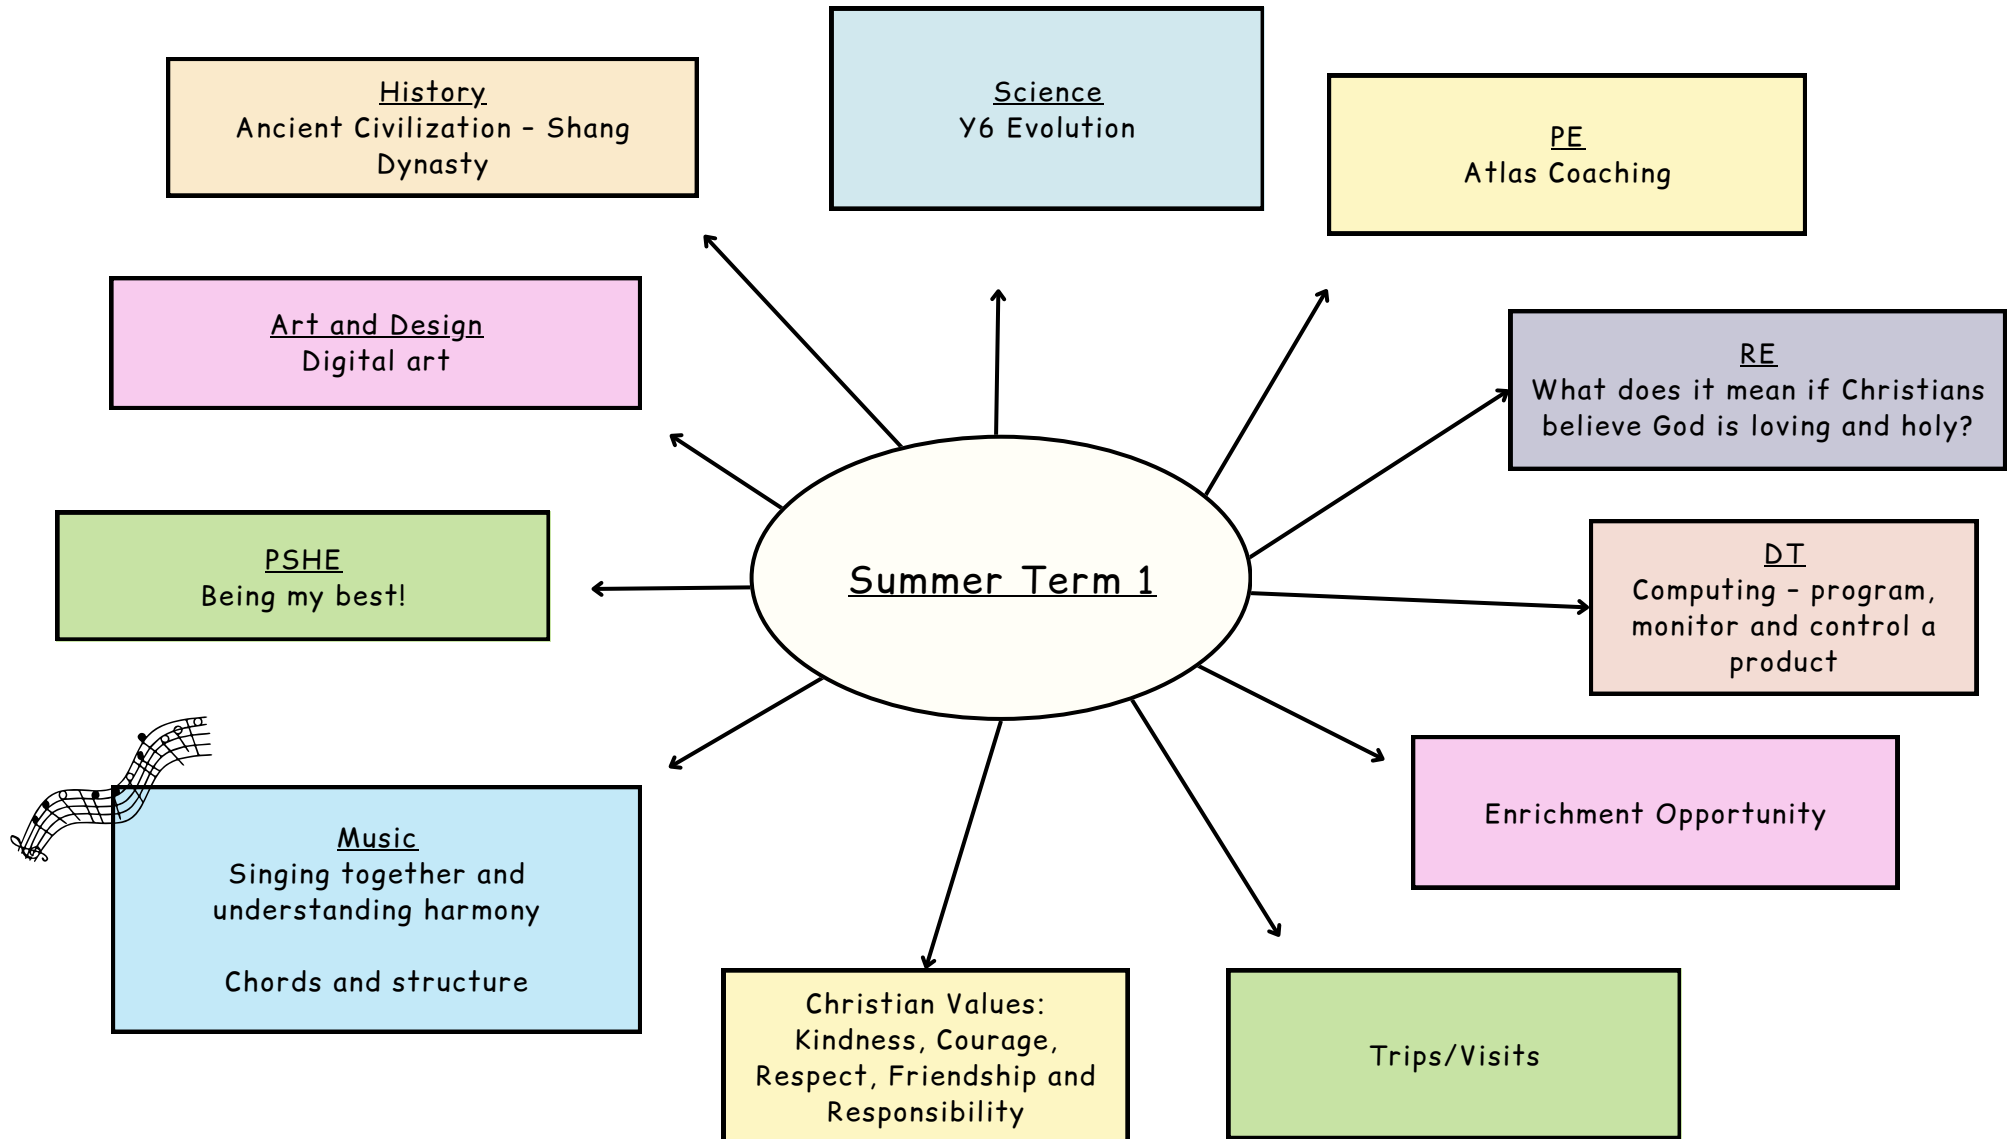 History
Ancient Civilization - Shang
Dynasty
Science
Y6 Evolution
PE
Atlas Coaching
Art and Design
Digital art
RE
What does it mean if Christians
believe God is loving and holy?
PSHE
Being my best!
Summer Term 1
DT
Computing - program,
monitor and control a
product
Music
Singing together and
understanding harmony
Chords and structure
Enrichment Opportunity
Christian Values:
Kindness, Courage,
Respect, Friendship and
Responsibility
Trips/Visits